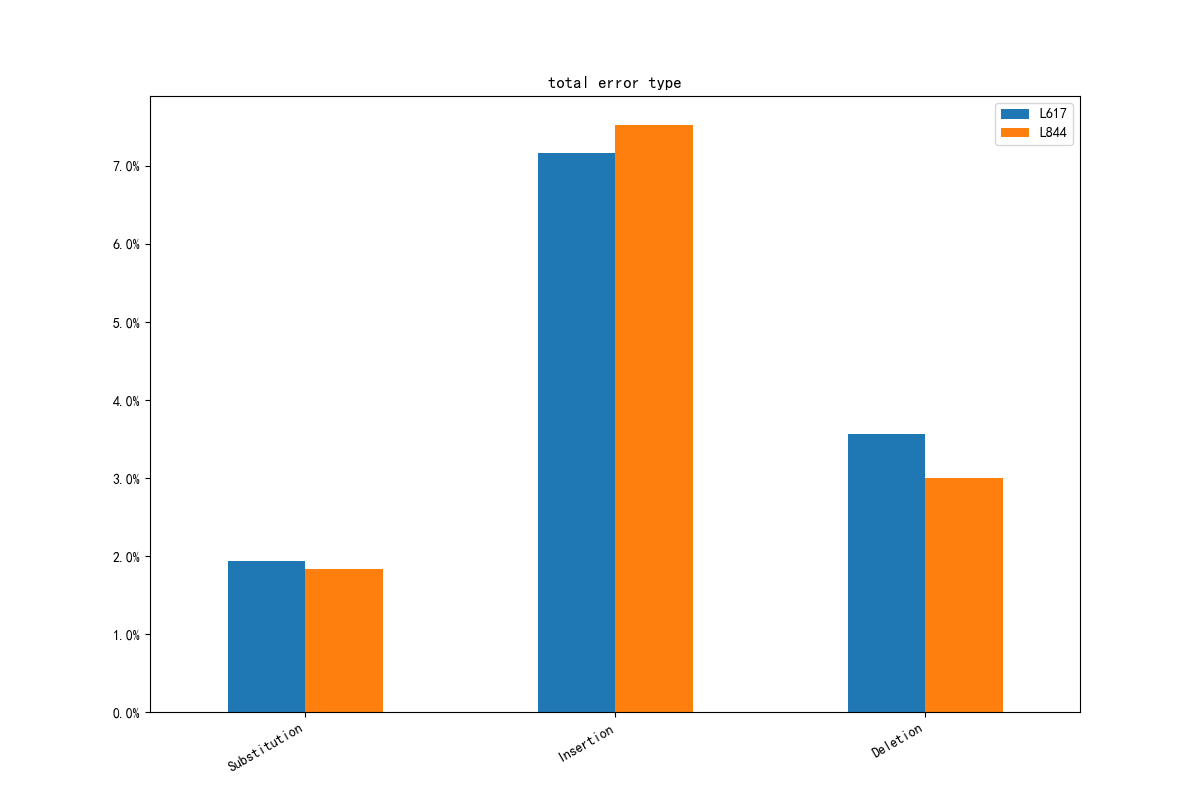 total error type
L617
L844
7.0%
6.0%
5.0%
4.0%
3.0%
2.0%
1.0%
0.0%
Substitution
Insertion
Deletion